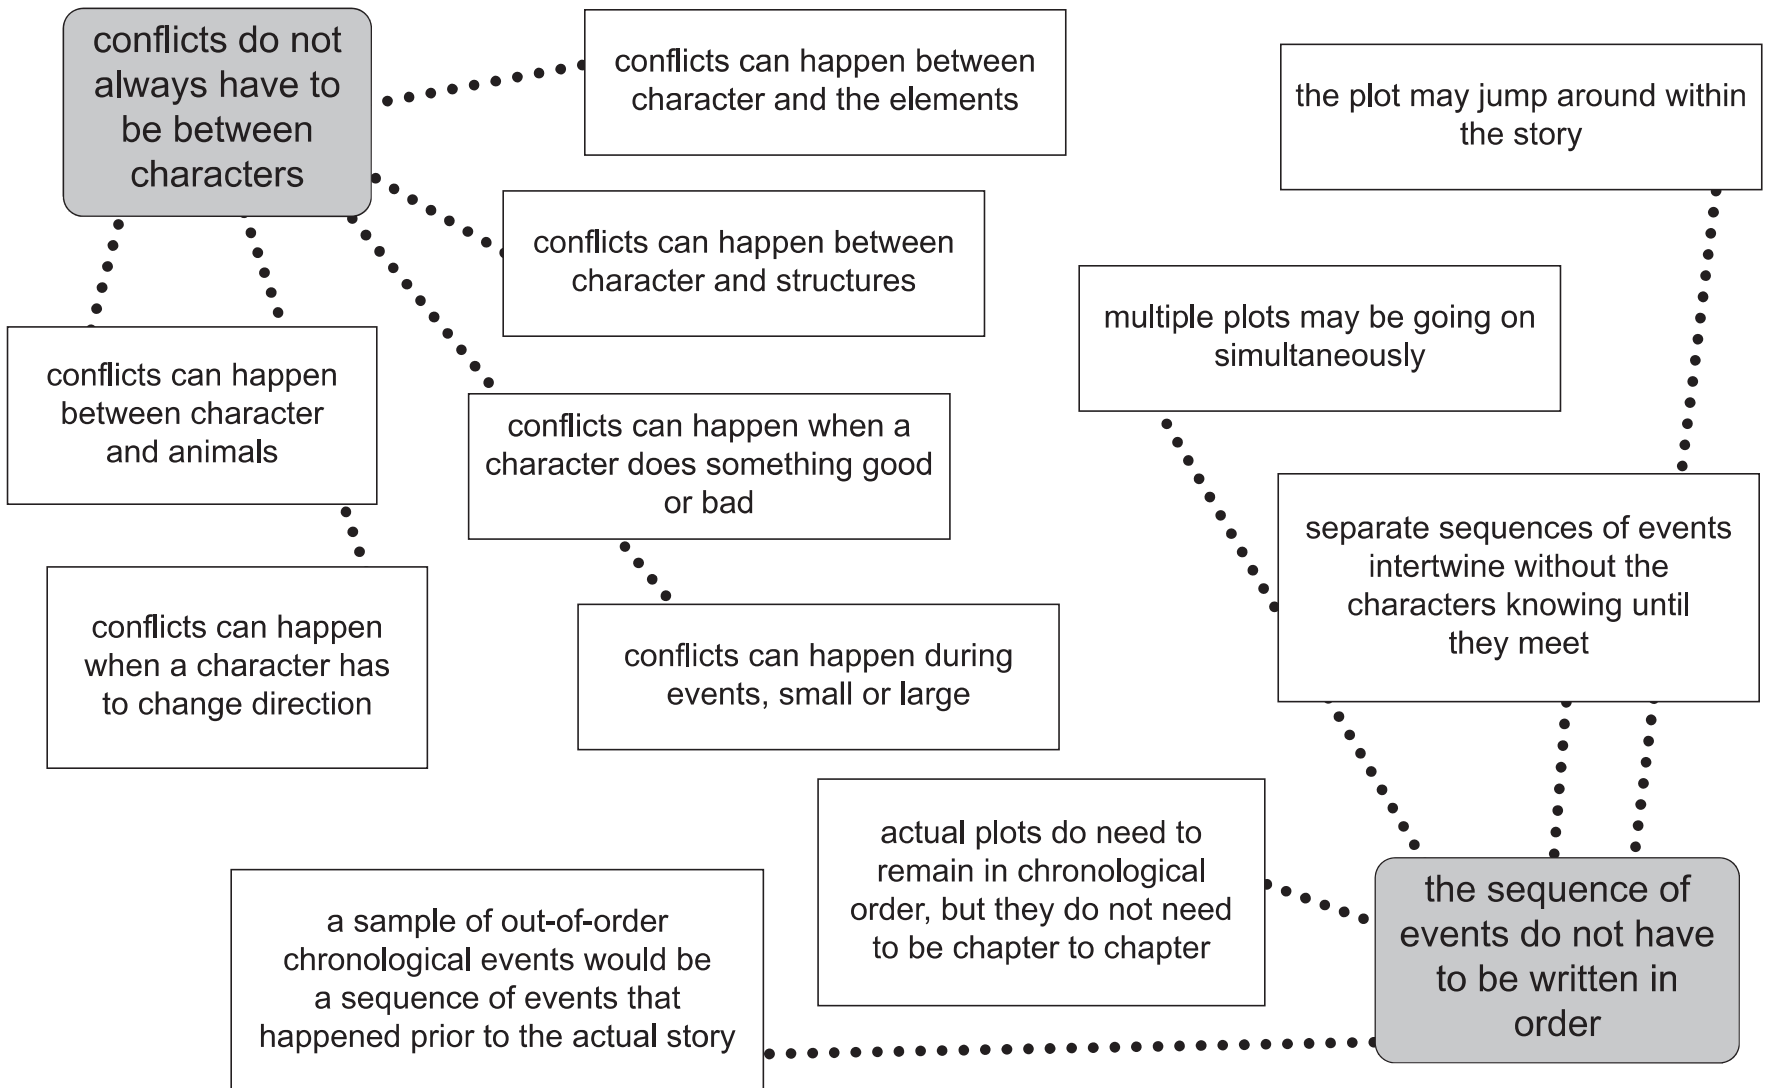 conflicts do not
always have to
be between
characters
conflicts can happen between
character and the elements
the plot may jump around within
the story
conflicts can happen between
character and structures
multiple plots may be going on
simultaneously
conflicts can happen
between character
and animals
conflicts can happen when a
character does something good
or bad
separate sequences of events
intertwine without the
characters knowing until
they meet
conflicts can happen
when a character has
to change direction
conflicts can happen during
events, small or large
actual plots do need to
remain in chronological
order, but they do not need
to be chapter to chapter
a sample of out-of-order
chronological events would be
a sequence of events that
happened prior to the actual story
the sequence of
events do not have
to be written in
order